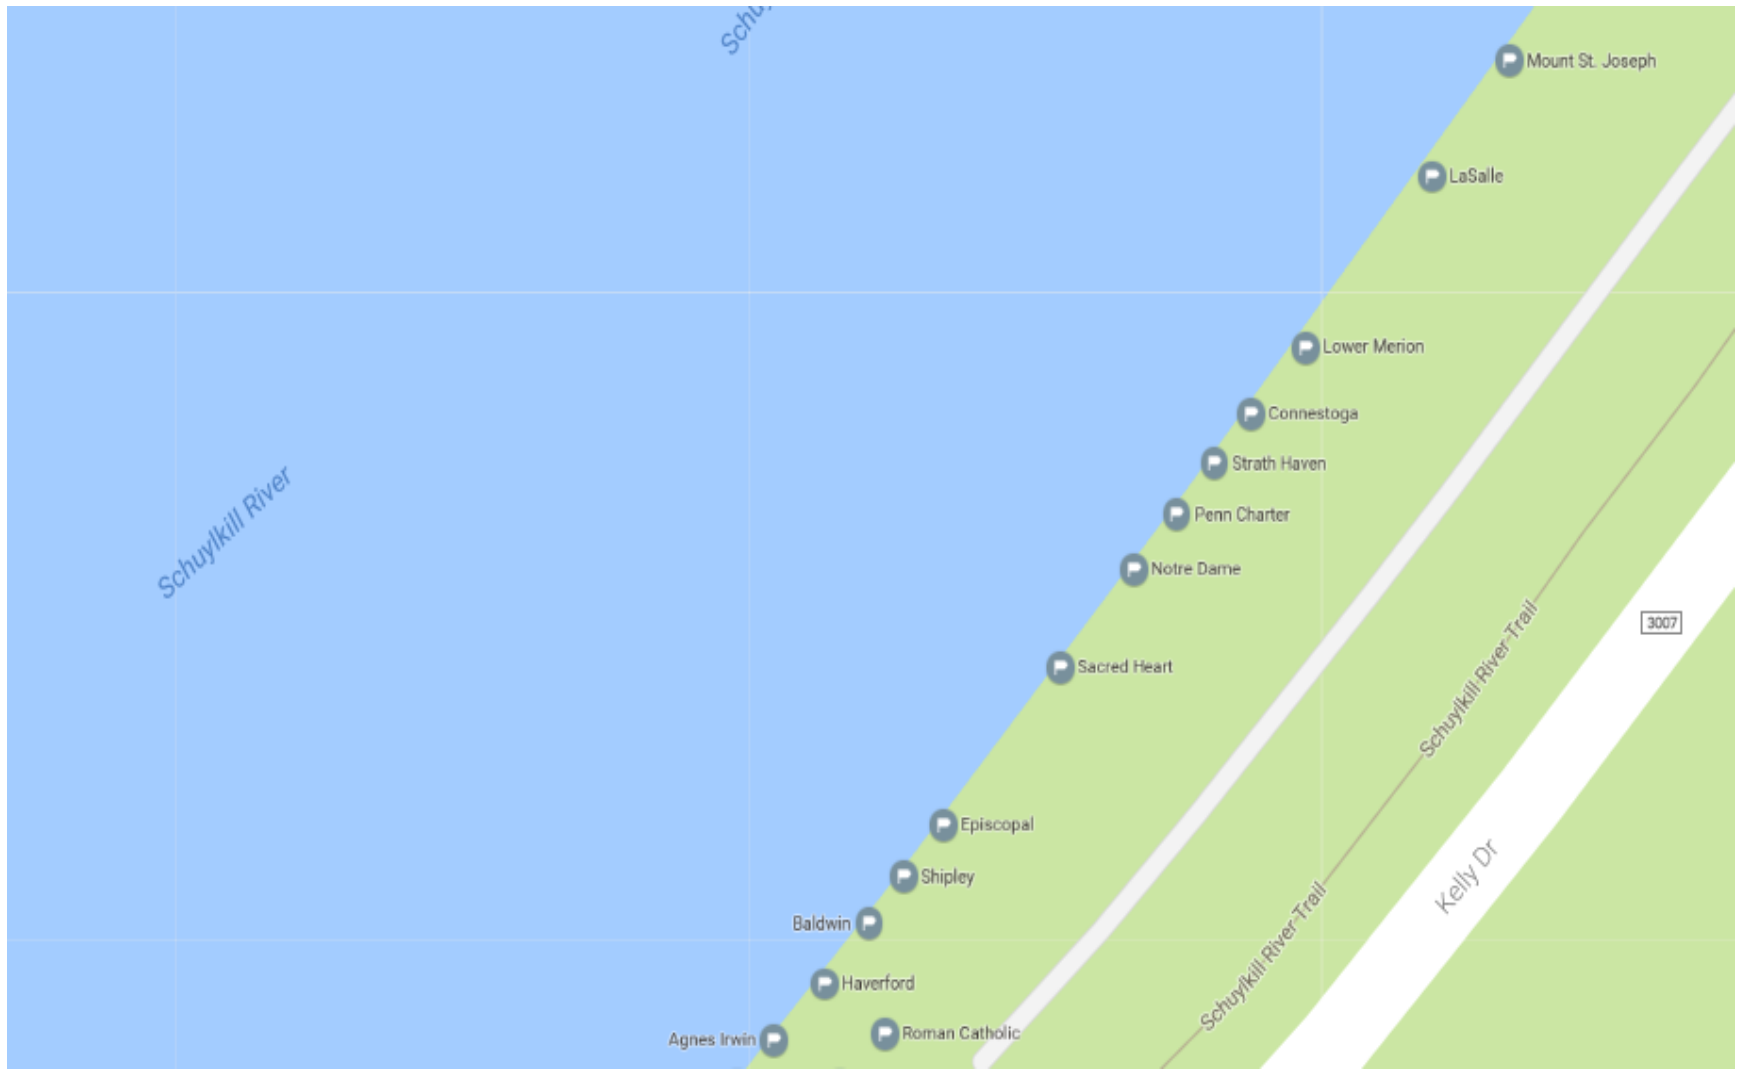 Schuy
Mount St. Joseph
LaSalle
Lower Merion
Connestoga
Strath Haven
Schuylkill River
Penn Charter
Notre Dame
3007
Sacred Heart
Schuylkill River Trail
Episcopal
Kelly Dr
Shipley
Baldwin
Schuylkill River Trail
Haverford
Roman Catholic
Agnes Irwin